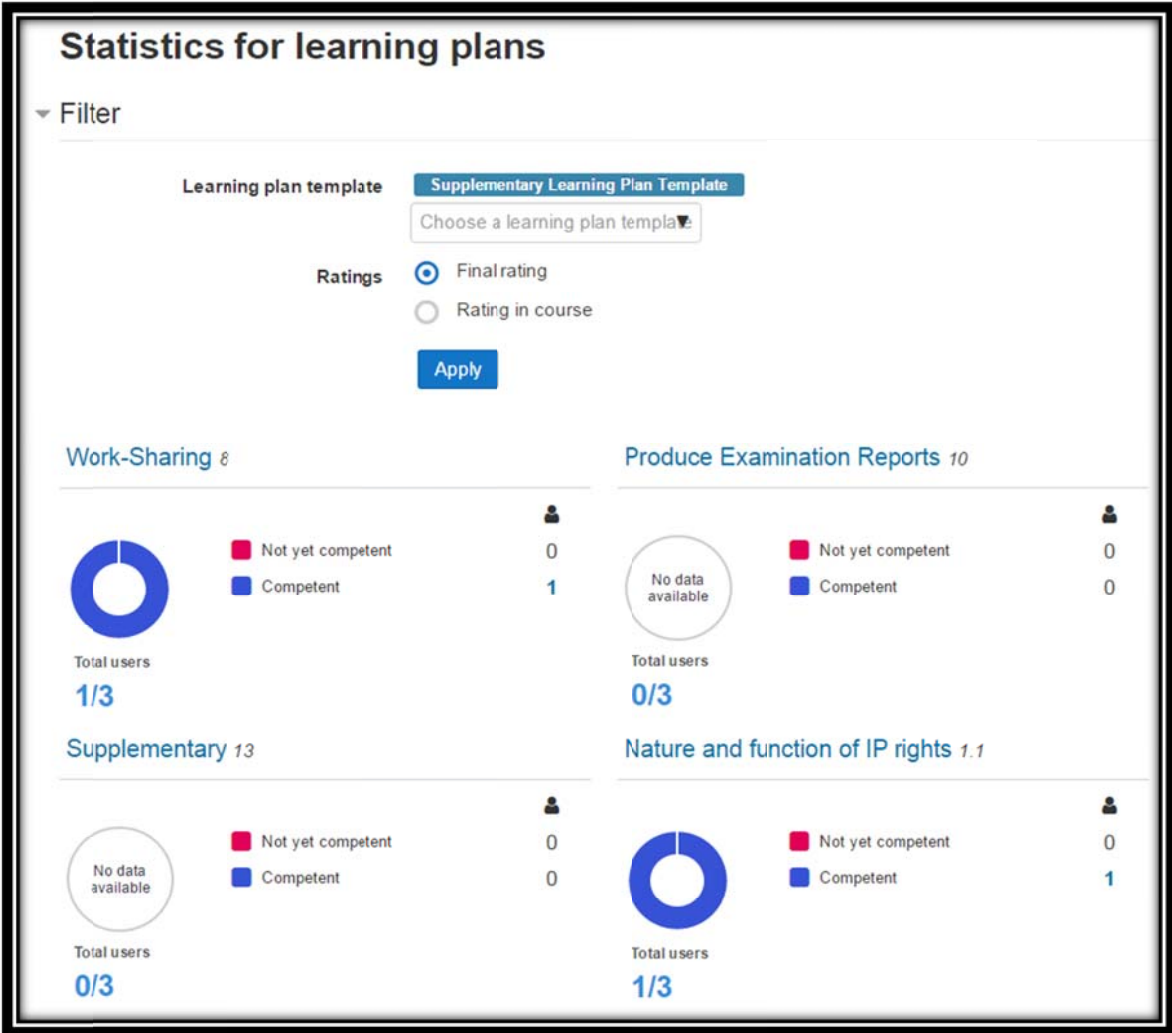 Statistics for learning plans
Filter
Learning plan template
Supplementary Learning Plan Template
Choose a learning plan template
Ratings
Final rating
Rating in course
Apply
Work-Sharing 8
Not yet competent 0
Competent 1
Total users
1/3
Produce Examination Reports 10
No data
available
Not yet competent 0
Competent 0
Total users
0/3
Supplementary 13
No data
available
Not yet competent 0
Competent 0
Total users
0/3
Nature and function of IP rights 1.1
Not yet competent 0
Competent 1
Total users
1/3